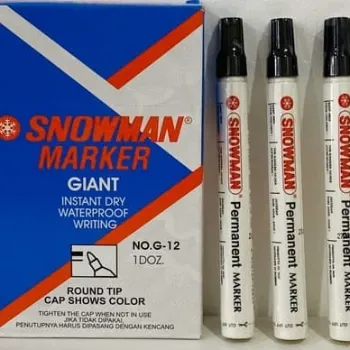 SNOWMAN®
MARKER
GIANT
INSTANT DRY
WATERPROOF
WRITING
NO.G-12
1DOZ.
ROUND TIP
CAP SHOWS COLOR
TIGHTEN THE CAP WHEN NOT IN USE
JIKA TIDAK DIPAKAI,
PENUTUPNYA HARUS DIPASANG DENGAN KENCANG
SNOWMAN
Permanent MARKER
SNOWMAN
Permanent MARKER
SNOWMAN
Permanent MARKER